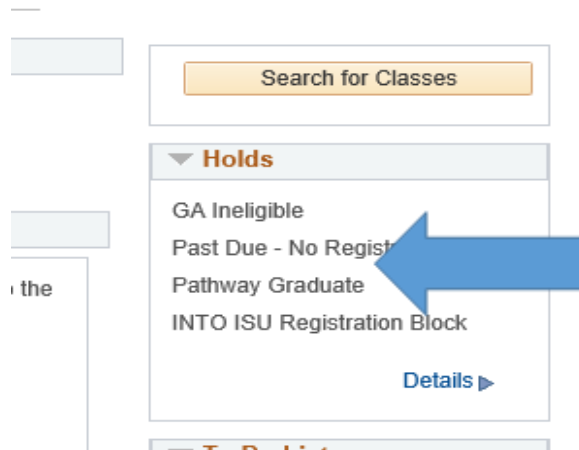 Search for Classes
Holds
GA Ineligible
Past Due - No
Pathway Graduate
the
INTO ISU Registration Block
Details